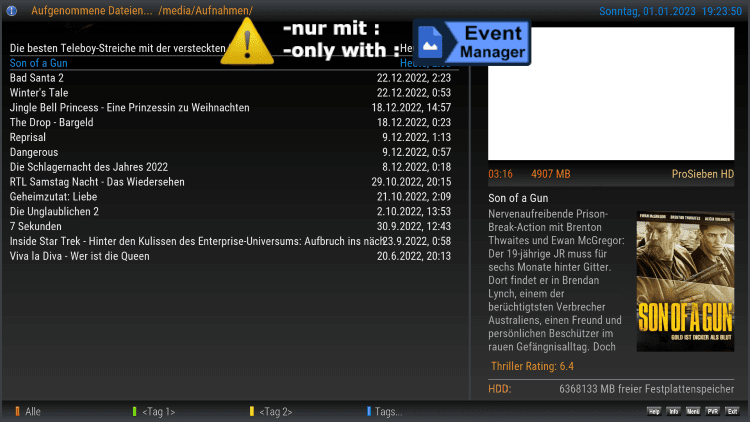 Aufgenommene Dateien... /media/Aufnahmen/
Sonntag, 01.01.2023 19:23:50
-nur mit :
-only with :
Event
Manager
Die besten Teleboy-Streiche mit der versteckten
Son of a Gun
Bad Santa 2 22.12.2022, 2:23
Winter's Tale 22.12.2022, 0:53
Jingle Bell Princess - Eine Prinzessin zu Weihnachten 18.12.2022, 14:57
The Drop - Bargeld 18.12.2022, 0:23
Reprisal 9.12.2022, 1:13
Dangerous 9.12.2022, 0:57
Die Schlagernacht des Jahres 2022 8.12.2022, 0:18
RTL Samstag Nacht - Das Wiedersehen 29.10.2022, 20:15
Geheimzutat: Liebe 21.10.2022, 2:09
Die Unglaublichen 2 2.10.2022, 13:53
7 Sekunden 30.9.2022, 12:43
Inside Star Trek - Hinter den Kulissen des Enterprise-Universums: Aufbruch ins näch 23.9.2022, 0:58
Viva la Diva - Wer ist die Queen 20.6.2022, 20:13
03:16 4907 MB ProSieben HD
Son of a Gun
Nervenaufreibende Prison-
Break-Action mit Brenton
Thwaites und Ewan McGregor:
Der 19-jährige JR muss für
sechs Monate hinter Gitter.
Dort findet er in Brendan
Lynch, einem der
berüchtigtsten Verbrecher
Australiens, einen Freund und
persönlichen Beschützer im
rauen Gefängnisalltag. Doch
EWAN McGREGOR BRENTON THWAITES ALICIA VIKANDER
SON OF A GUN
GOLD IST DICKER ALS BLUT
Thriller Rating: 6.4
HDD: 6368133 MB freier Festplattenspeicher
Alle <Tag 1> <Tag 2> Tags... Help Info Menü PVR Exit